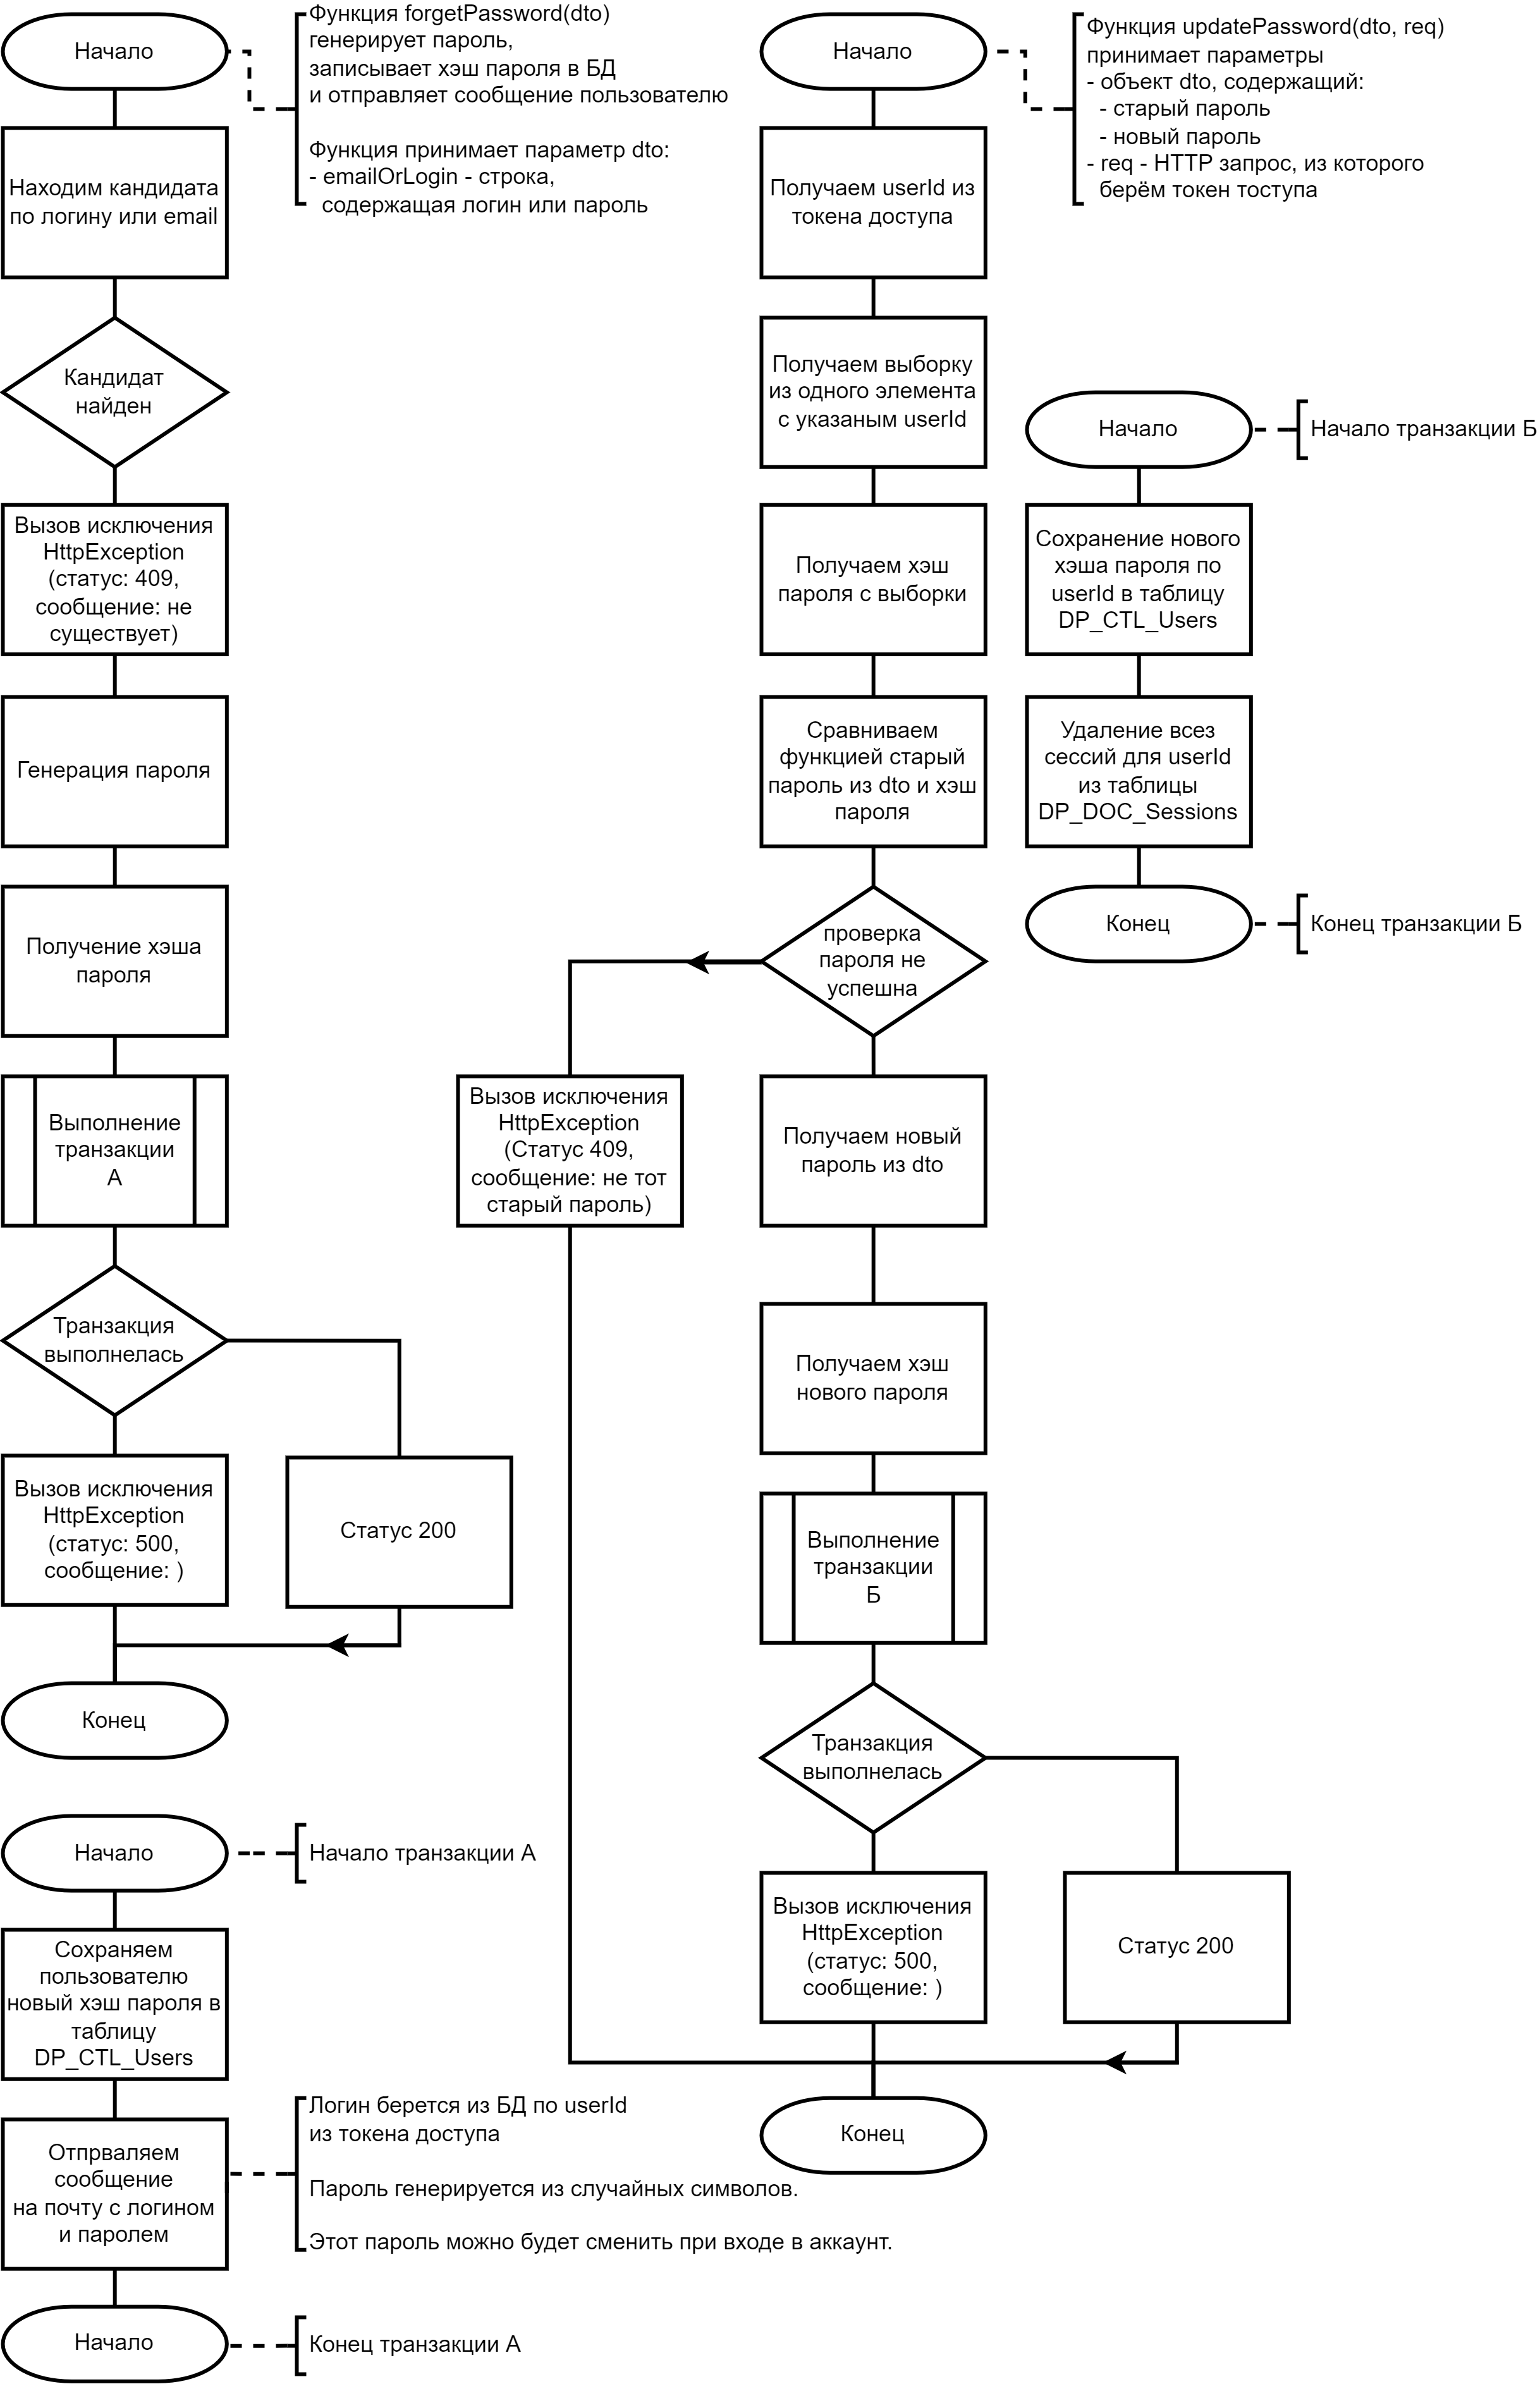 Начало
Функция forgetPassword(dto)
генерирует пароль,
записывает хэш пароля в БД
и отправляет сообщение пользователю
Функция принимает параметр dto:
- emailOrLogin - строка,
содержащая логин или пароль
Находим кандидата
по логину или email
Кандидат
найден
Вызов исключения
HttpException
(статус: 409,
сообщение: не
существует)
Генерация пароля
Получение хэша
пароля
Выполнение
транзакции
А
Транзакция
выполнелась
Вызов исключения
HttpException
(статус: 500,
сообщение: )
Статус 200
Конец
Начало
Начало транзакции А
Сохраняем
пользователю
новый хэш пароля в
таблицу
DP_CTL_Users
Отпрваляем
сообщение
на почту с логином
и паролем
Логин берется из БД по userId
из токена доступа
Пароль генерируется из случайных символов.
Этот пароль можно будет сменить при входе в аккаунт.
Начало
Конец транзакции А
Начало
Функция updatePassword(dto, req)
принимает параметры
- объект dto, содержащий:
- старый пароль
- новый пароль
- req - HTTP запрос, из которого
берём токен тоступа
Получаем userId из
токена доступа
Получаем выборку
из одного элемента
с указаным userId
Получаем хэш
пароля с выборки
Сравниваем
функцией старый
пароль из dto и хэш
пароля
проверка
пароля не
успешна
Вызов исключения
HttpException
(Статус 409,
сообщение: не тот
старый пароль)
Получаем новый
пароль из dto
Получаем хэш
нового пароля
Выполнение
транзакции
Б
Транзакция
выполнелась
Вызов исключения
HttpException
(статус: 500,
сообщение: )
Статус 200
Конец
Начало
Начало транзакции Б
Сохранение нового
хэша пароля по
userId в таблицу
DP_CTL_Users
Удаление всез
сессий для userId
из таблицы
DP_DOC_Sessions
Конец
Конец транзакции Б